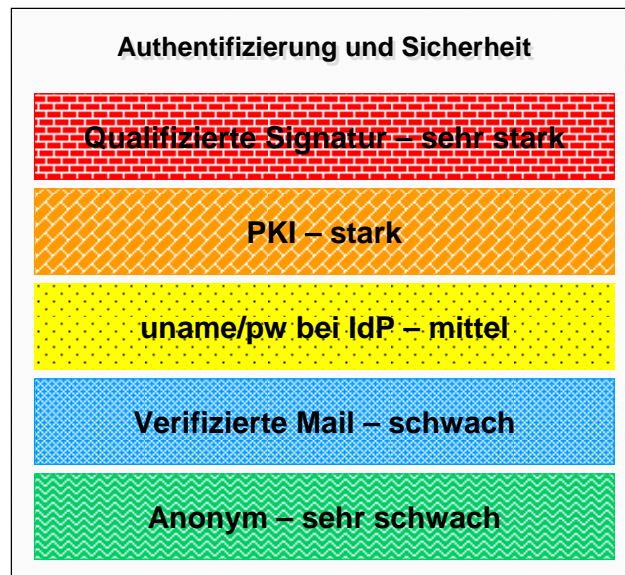 Authentifizierung und Sicherheit
Qualifizierte Signatur – sehr stark
PKI – stark
uname/pw bei IdP – mittel
Verifizierte Mail – schwach
Anonym – sehr schwach